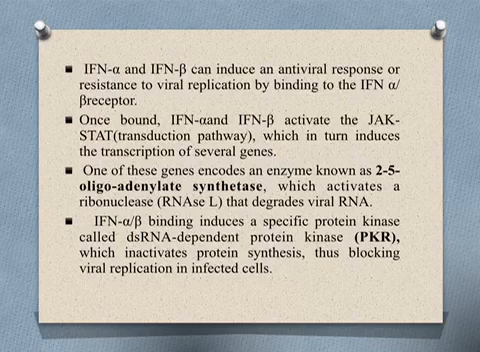 ▪ IFN-α and IFN-β can induce an antiviral response or
resistance to viral replication by binding to the IFN α/
βreceptor.
▪ Once bound, IFN-αand IFN-β activate the JAK-
STAT(transduction pathway), which in turn induces
the transcription of several genes.
▪ One of these genes encodes an enzyme known as 2-5-
oligo-adenylate synthetase, which activates a
ribonuclease (RNAse L) that degrades viral RNA.
▪ IFN-α/β binding induces a specific protein kinase
called dsRNA-dependent protein kinase (PKR),
which inactivates protein synthesis, thus blocking
viral replication in infected cells.